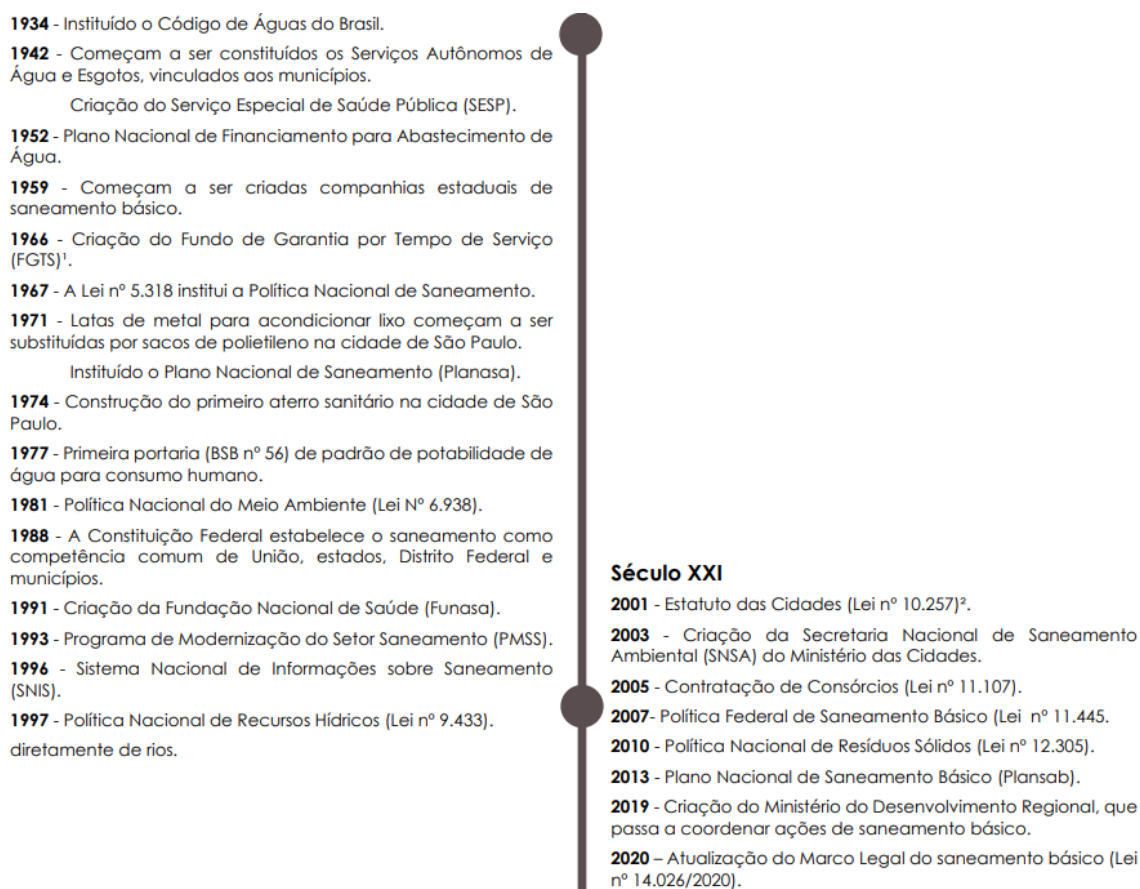 1934 - Instituído o Código de Águas do Brasil.
1942 - Começam a ser constituídos os Serviços Autônomos de
Água e Esgotos, vinculados aos municípios.
Criação do Serviço Especial de Saúde Pública (SESP).
1952 - Plano Nacional de Financiamento para Abastecimento de
Água.
1959 - Começam a ser criadas companhias estaduais de
saneamento básico.
1966 - Criação do Fundo de Garantia por Tempo de Serviço
(FGTS)¹.
1967 - A Lei nº 5.318 institui a Política Nacional de Saneamento.
1971 - Latas de metal para acondicionar lixo começam a ser
substituídas por sacos de polietileno na cidade de São Paulo.
Instituído o Plano Nacional de Saneamento (Planasa).
1974 - Construção do primeiro aterro sanitário na cidade de São
Paulo.
1977 - Primeira portaria (BSB nº 56) de padrão de potabilidade de
água para consumo humano.
1981 - Política Nacional do Meio Ambiente (Lei Nº 6.938).
1988 - A Constituição Federal estabelece o saneamento como
competência comum de União, estados, Distrito Federal e
municípios.
1991 - Criação da Fundação Nacional de Saúde (Funasa).
1993 - Programa de Modernização do Setor Saneamento (PMSS).
1996 - Sistema Nacional de Informações sobre Saneamento
(SNIS).
1997 - Política Nacional de Recursos Hídricos (Lei nº 9.433).
diretamente de rios.
Século XXI
2001 - Estatuto das Cidades (Lei nº 10.257)².
2003 - Criação da Secretaria Nacional de Saneamento
Ambiental (SNSA) do Ministério das Cidades.
2005 - Contratação de Consórcios (Lei nº 11.107).
2007- Política Federal de Saneamento Básico (Lei nº 11.445.
2010 - Política Nacional de Resíduos Sólidos (Lei nº 12.305).
2013 - Plano Nacional de Saneamento Básico (Plansab).
2019 - Criação do Ministério do Desenvolvimento Regional, que
passa a coordenar ações de saneamento básico.
2020 – Atualização do Marco Legal do saneamento básico (Lei
nº 14.026/2020).